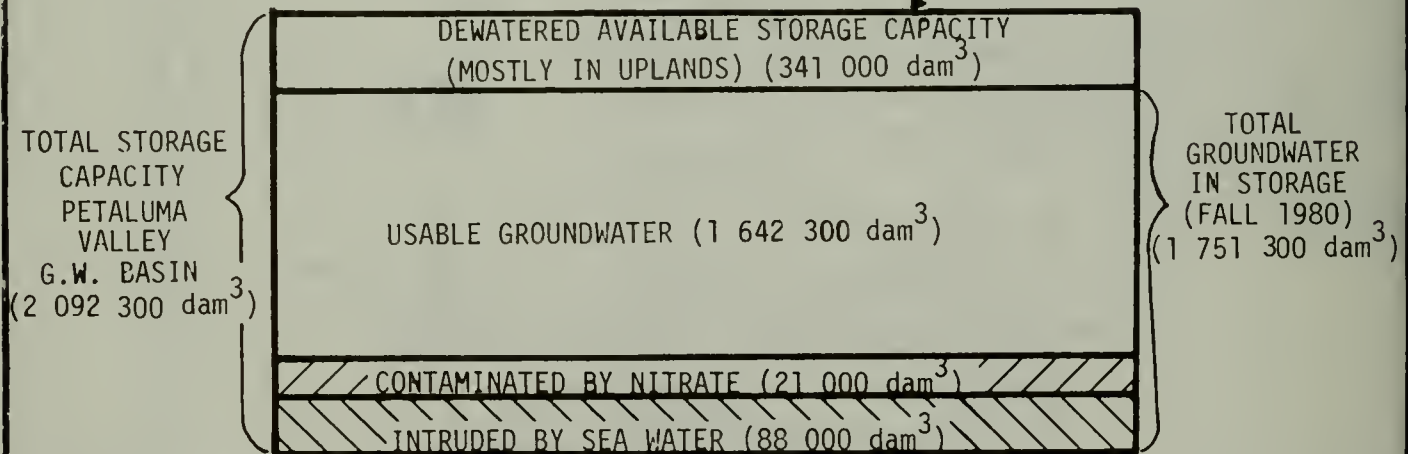 DEWATERED AVAILABLE STORAGE CAPACITY
(MOSTLY IN UPLANDS) (341 000 dam³)
TOTAL STORAGE
CAPACITY
PETALUMA
VALLEY
G.W. BASIN
(2 092 300 dam³)
USABLE GROUNDWATER (1 642 300 dam³)
TOTAL
GROUNDWATER
IN STORAGE
(FALL 1980)
(1 751 300 dam³)
CONTAMINATED BY NITRATE (21 000 dam³)
INTRUDED BY SEA WATER (88 000 dam³)